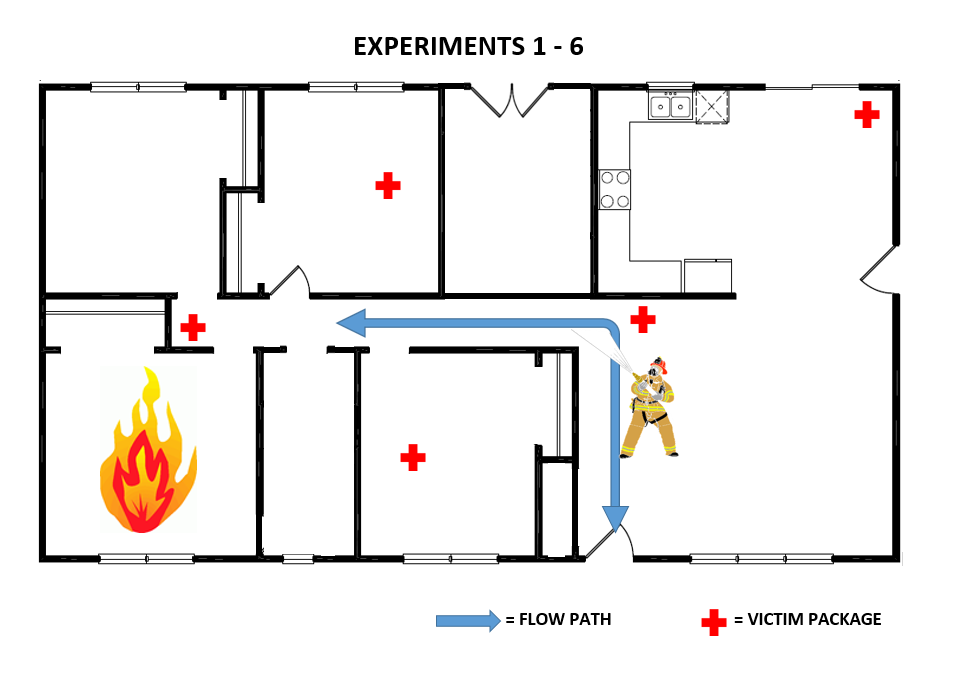 EXPERIMENTS 1 - 6
= FLOW PATH
= VICTIM PACKAGE